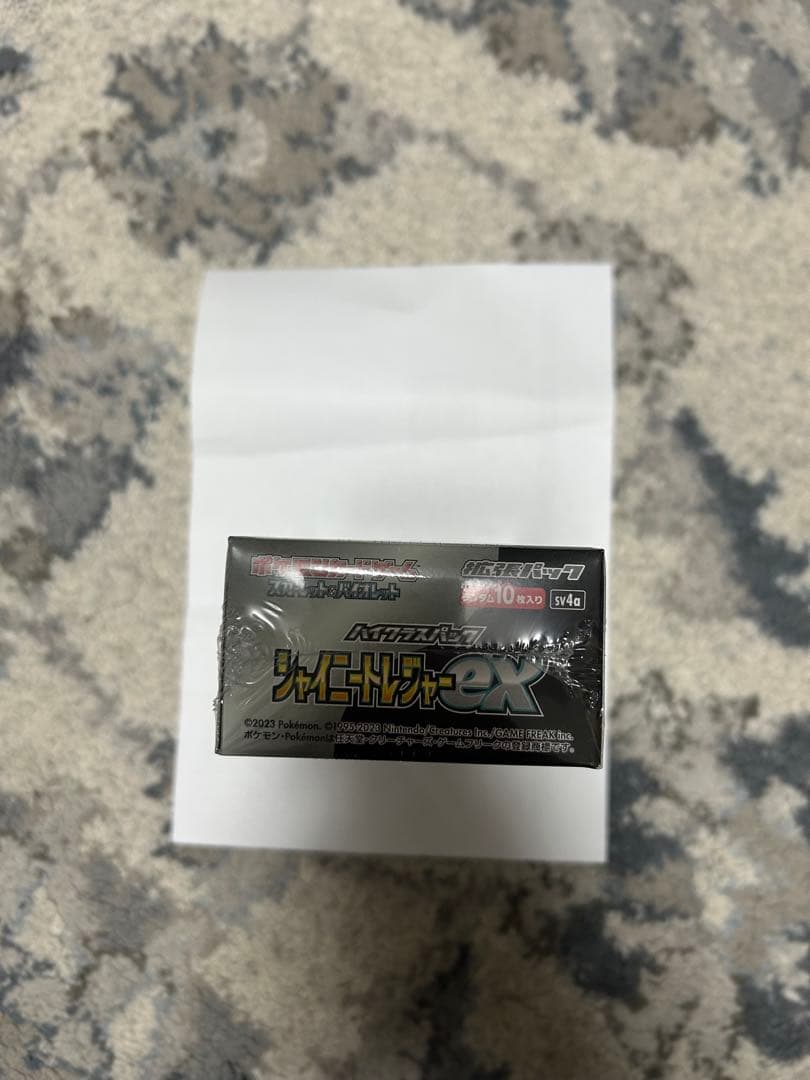 ポケモンカードゲーム 拡張パック
スカーレット&バイオレット ランダム10枚入り sv4a
ハイクラスパック
シャイニートレジャーex
©2023 Pokémon. ©1995-2023 Nintendo/Creatures Inc./GAME FREAK inc.
ポケモン・Pokémonは任天堂・クリーチャーズ・ゲームフリークの登録商標です。